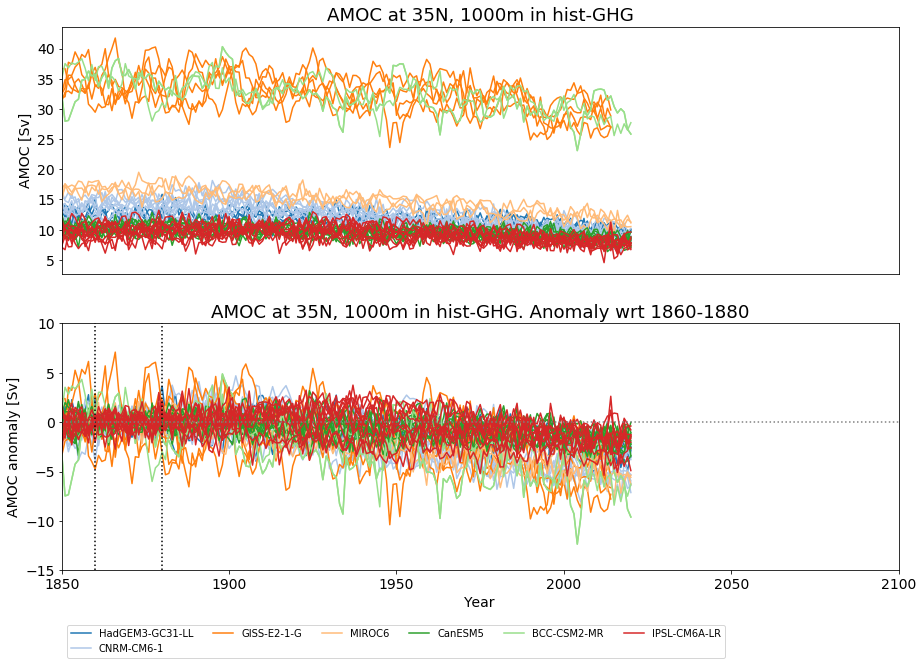 AMOC at 35N, 1000m in hist-GHG
40
35
30
25
20
15
10
5
AMOC [Sv]
AMOC at 35N, 1000m in hist-GHG. Anomaly wrt 1860-1880
10
5
0
−5
−10
−15
AMOC anomaly [Sv]
1850 1900 1950 2000 2050 2100
Year
HadGEM3-GC31-LL GISS-E2-1-G MIROC6 CanESM5 BCC-CSM2-MR IPSL-CM6A-LR
CNRM-CM6-1